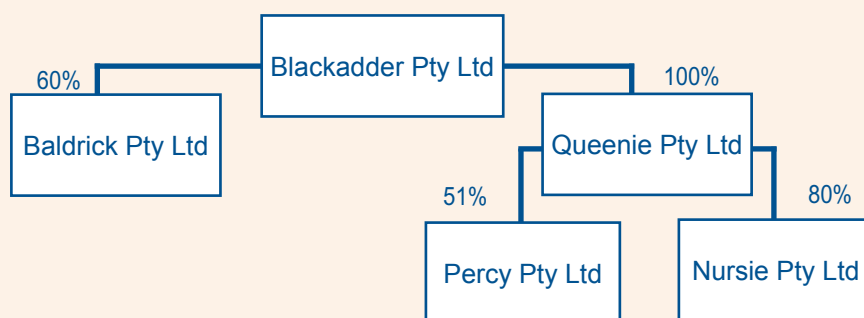 Blackadder Pty Ltd
60%
100%
Baldrick Pty Ltd
Queenie Pty Ltd
51%
80%
Percy Pty Ltd
Nursie Pty Ltd